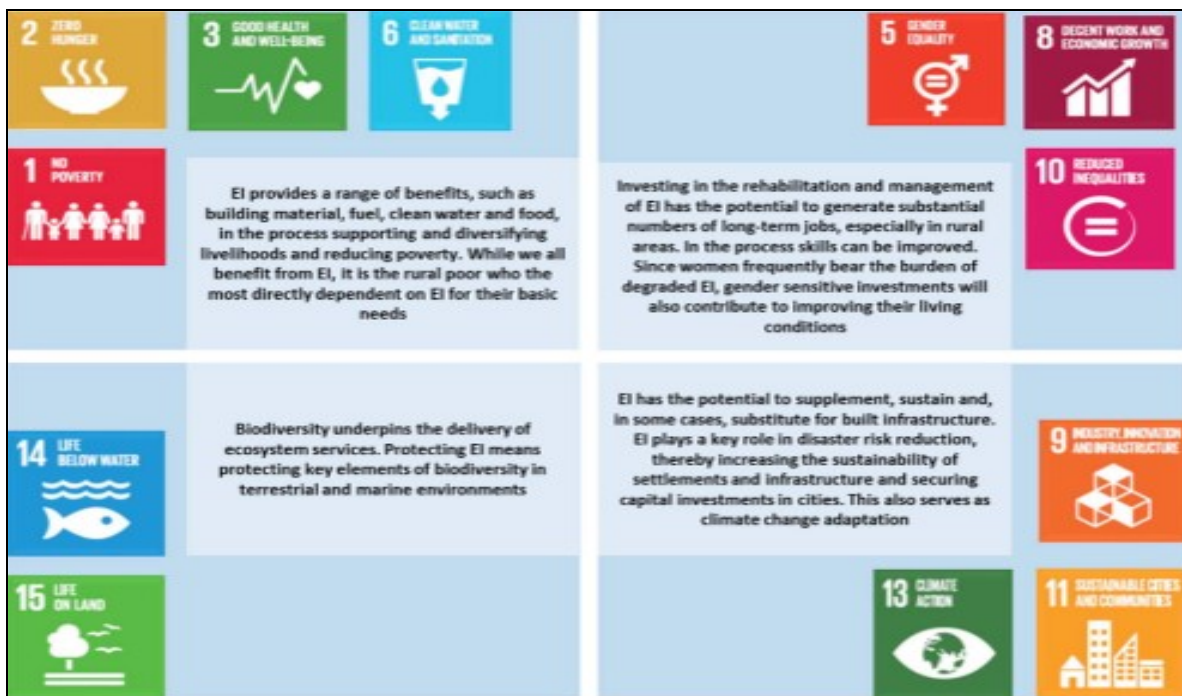 2 ZERO
HUNGER
3 GOOD HEALTH
AND WELL-BEING
6 CLEAN WATER
AND SANITATION
1 NO
POVERTY
EI provides a range of benefits, such as
building material, fuel, clean water and food,
in the process supporting and diversifying
livelihoods and reducing poverty. While we all
benefit from EI, it is the rural poor who the
most directly dependent on EI for their basic
needs
5 GENDER
EQUALITY
8 DECENT WORK AND
ECONOMIC GROWTH
10 REDUCED
INEQUALITIES
Investing in the rehabilitation and management
of EI has the potential to generate substantial
numbers of long-term jobs, especially in rural
areas. In the process skills can be improved.
Since women frequently bear the burden of
degraded EI, gender sensitive investments will
also contribute to improving their living
conditions
14 LIFE
BELOW WATER
15 LIFE
ON LAND
Biodiversity underpins the delivery of
ecosystem services. Protecting EI means
protecting key elements of biodiversity in
terrestrial and marine environments
EI has the potential to supplement, sustain and,
in some cases, substitute for built infrastructure.
EI plays a key role in disaster risk reduction,
thereby increasing the sustainability of
settlements and infrastructure and securing
capital investments in cities. This also serves as
climate change adaptation
9 INDUSTRY, INNOVATION
AND INFRASTRUCTURE
13 CLIMATE
ACTION
11 SUSTAINABLE CITIES
AND COMMUNITIES